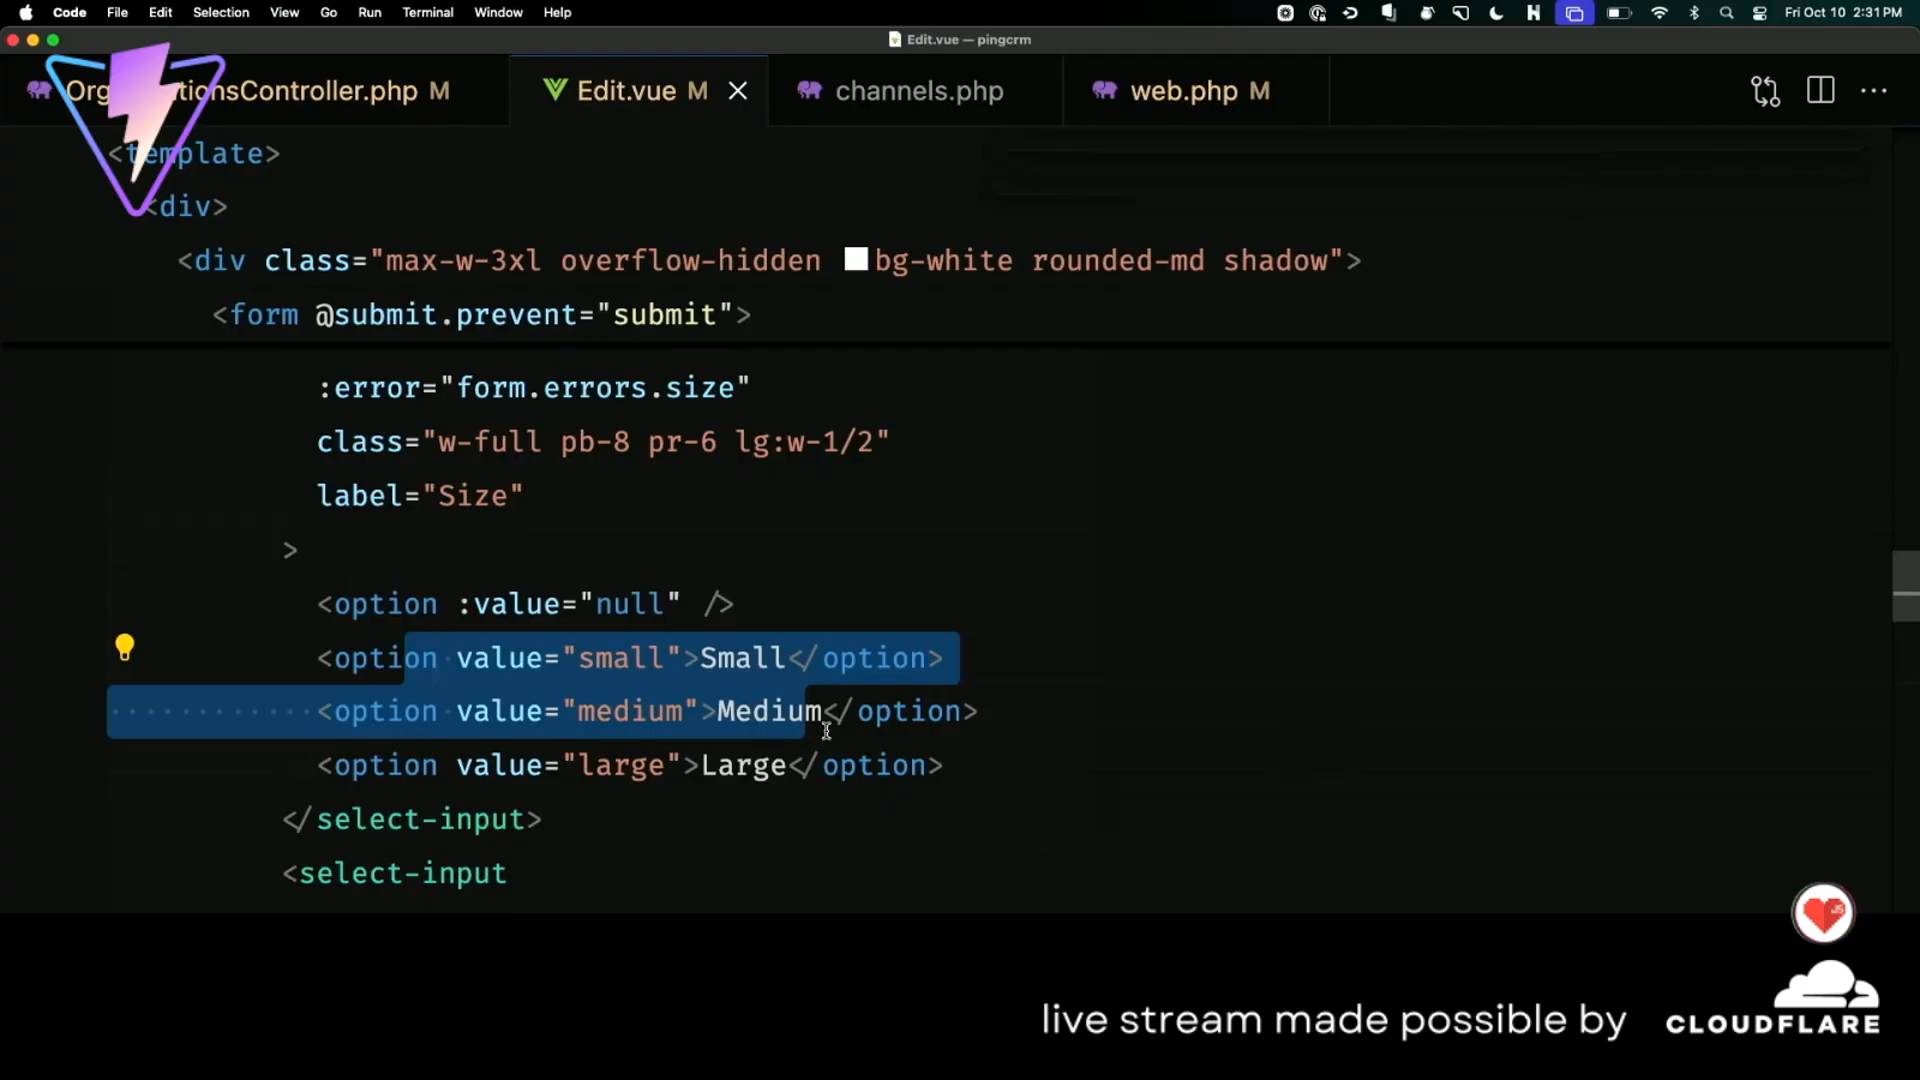 Code File Edit Selection View Go Run Terminal Window Help Fri Oct 10 2:31 PM
Edit.vue — pingcrm
Org tionsController.php M Edit.vue M channels.php web.php M
<template>
<div>
<div class="max-w-3xl overflow-hidden bg-white rounded-md shadow">
<form @submit.prevent="submit">
:error="form.errors.size"
class="w-full pb-8 pr-6 lg:w-1/2"
label="Size"
>
<option :value="null" />
<option value="small">Small</option>
<option value="medium">Medium</option>
<option value="large">Large</option>
</select-input>
<select-input
JS
live stream made possible by CLOUDFLARE